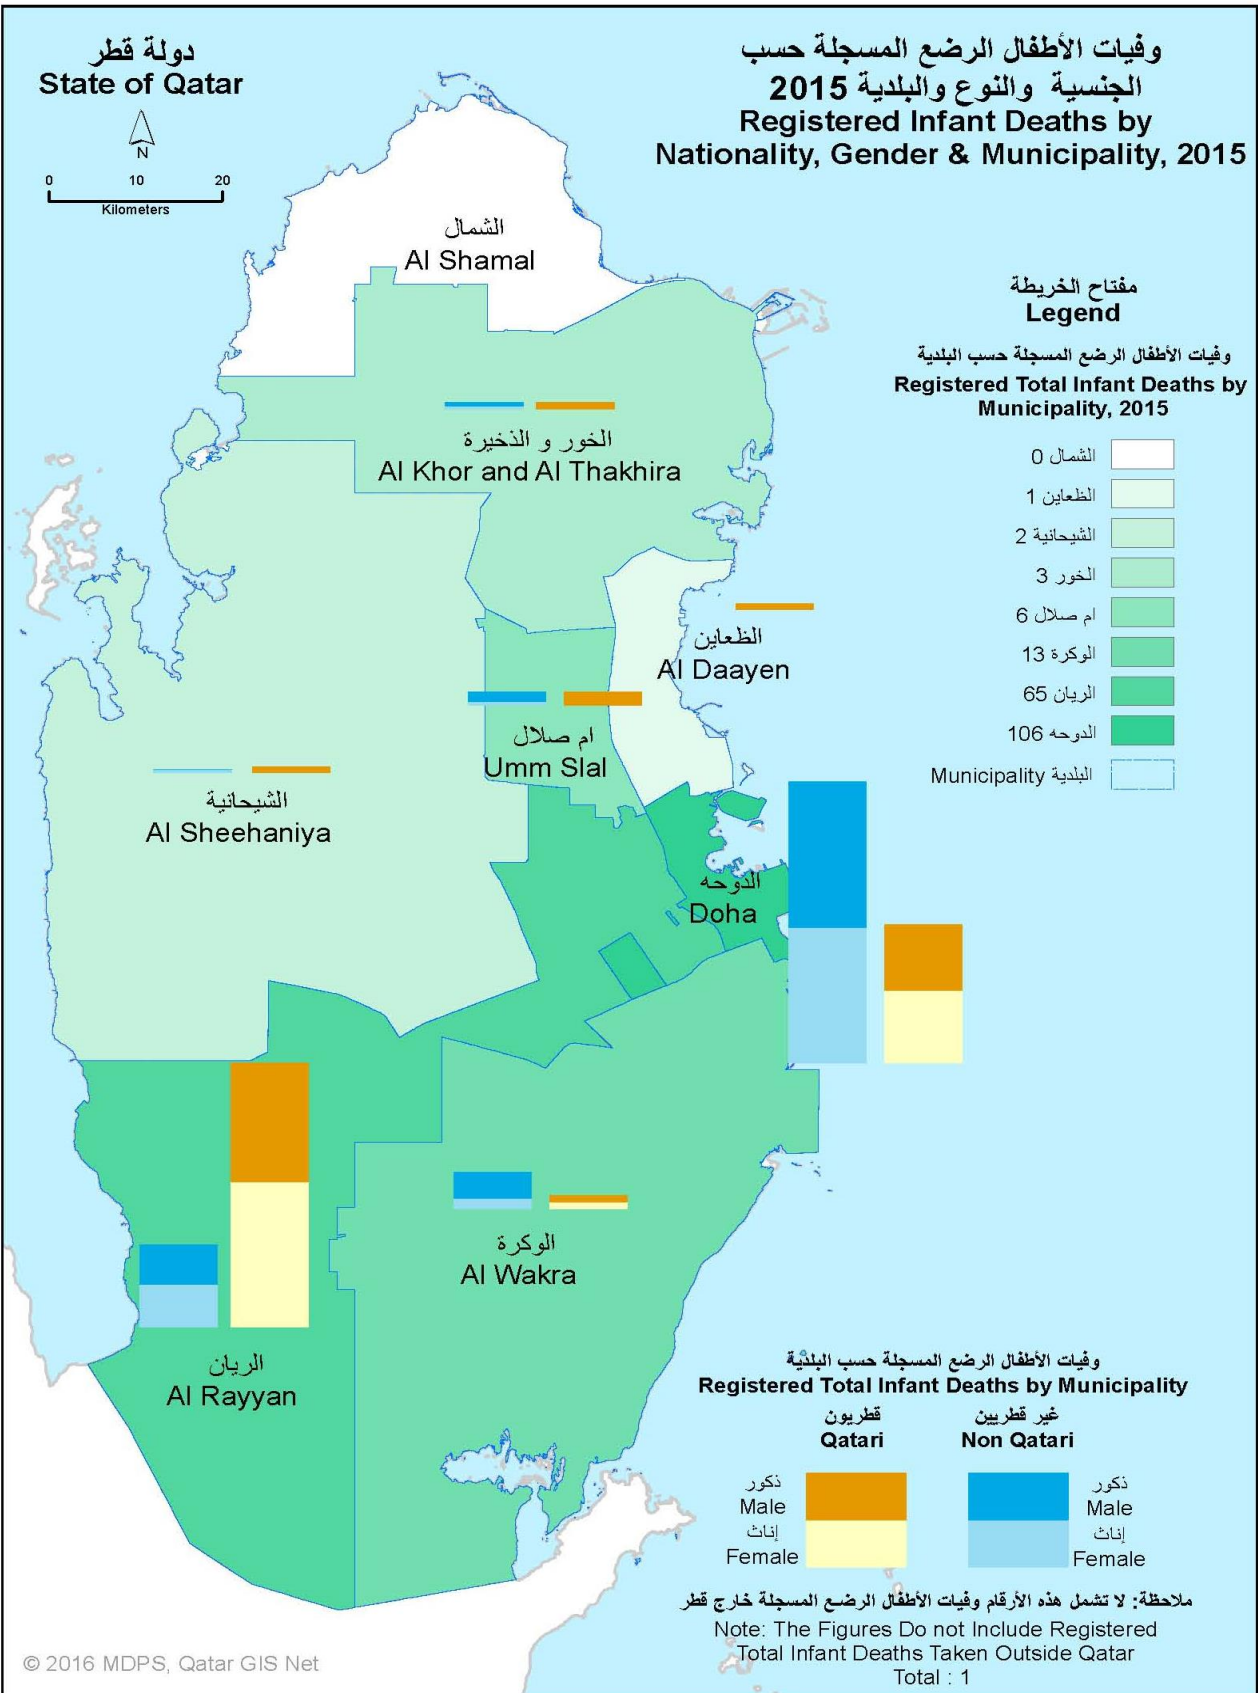 دولة قطر
State of Qatar
N
0 10 20
Kilometers
وفيات الأطفال الرضع المسجلة حسب
الجنسية والنوع والبلدية 2015
Registered Infant Deaths by
Nationality, Gender & Municipality, 2015
الشمال
Al Shamal
مفتاح الخريطة
Legend
وفيات الأطفال الرضع المسجلة حسب البلدية
Registered Total Infant Deaths by
Municipality, 2015
الشمال 0
الظعاين 1
الشيحانية 2
الخور 3
ام صلال 6
الوكرة 13
الريان 65
الدوحه 106
Municipality البلدية
الخور و الذخيرة
Al Khor and Al Thakhira
الظعاين
Al Daayen
ام صلال
Umm Slal
الشيحانية
Al Sheehaniya
الدوحه
Doha
الوكرة
Al Wakra
الريان
Al Rayyan
وفيات الأطفال الرضع المسجلة حسب البلدية
Registered Total Infant Deaths by Municipality
قطريون
Qatari
غير قطريين
Non Qatari
ذكور
Male
إناث
Female
ذكور
Male
إناث
Female
ملاحظة: لا تشمل هذه الأرقام وفيات الأطفال الرضع المسجلة خارج قطر
Note: The Figures Do not Include Registered
Total Infant Deaths Taken Outside Qatar
Total : 1
© 2016 MDPS, Qatar GIS Net